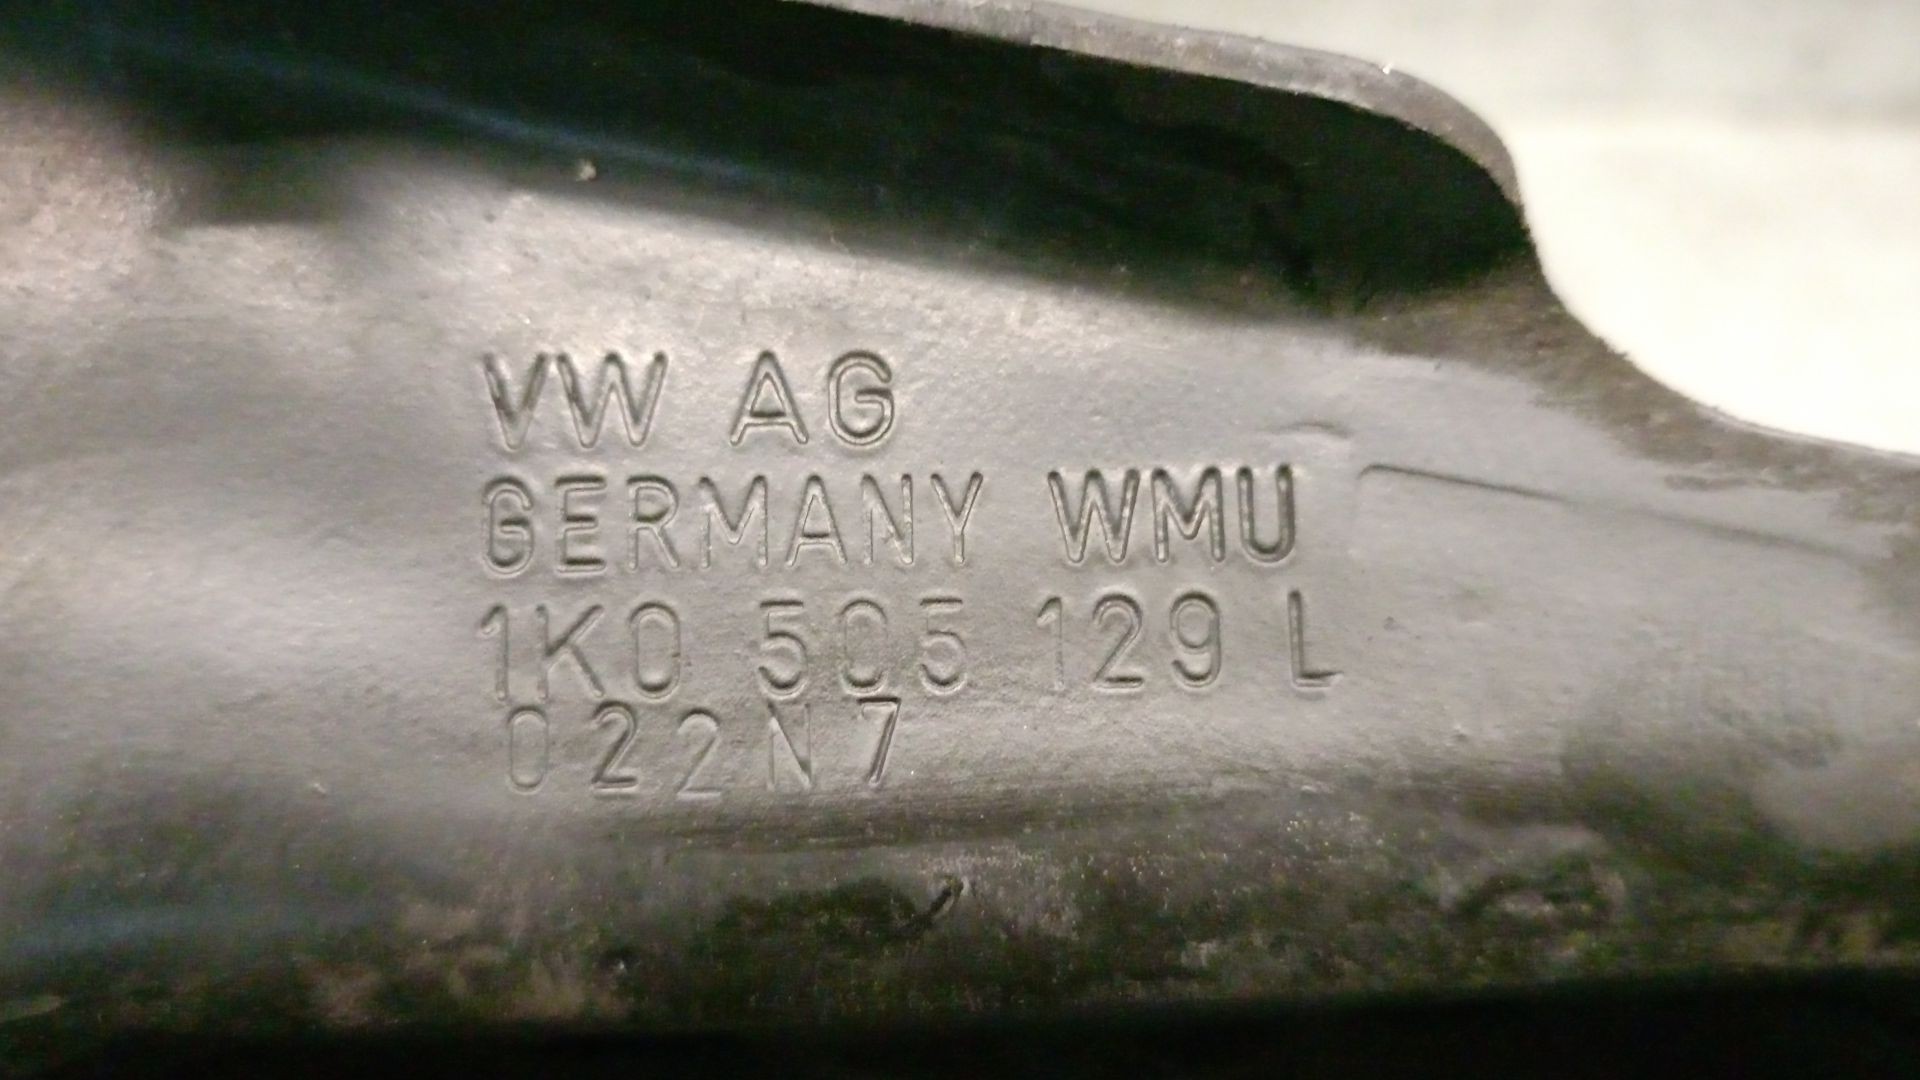 VW AG
GERMANY WMU
1K0 505 129 L
022N7